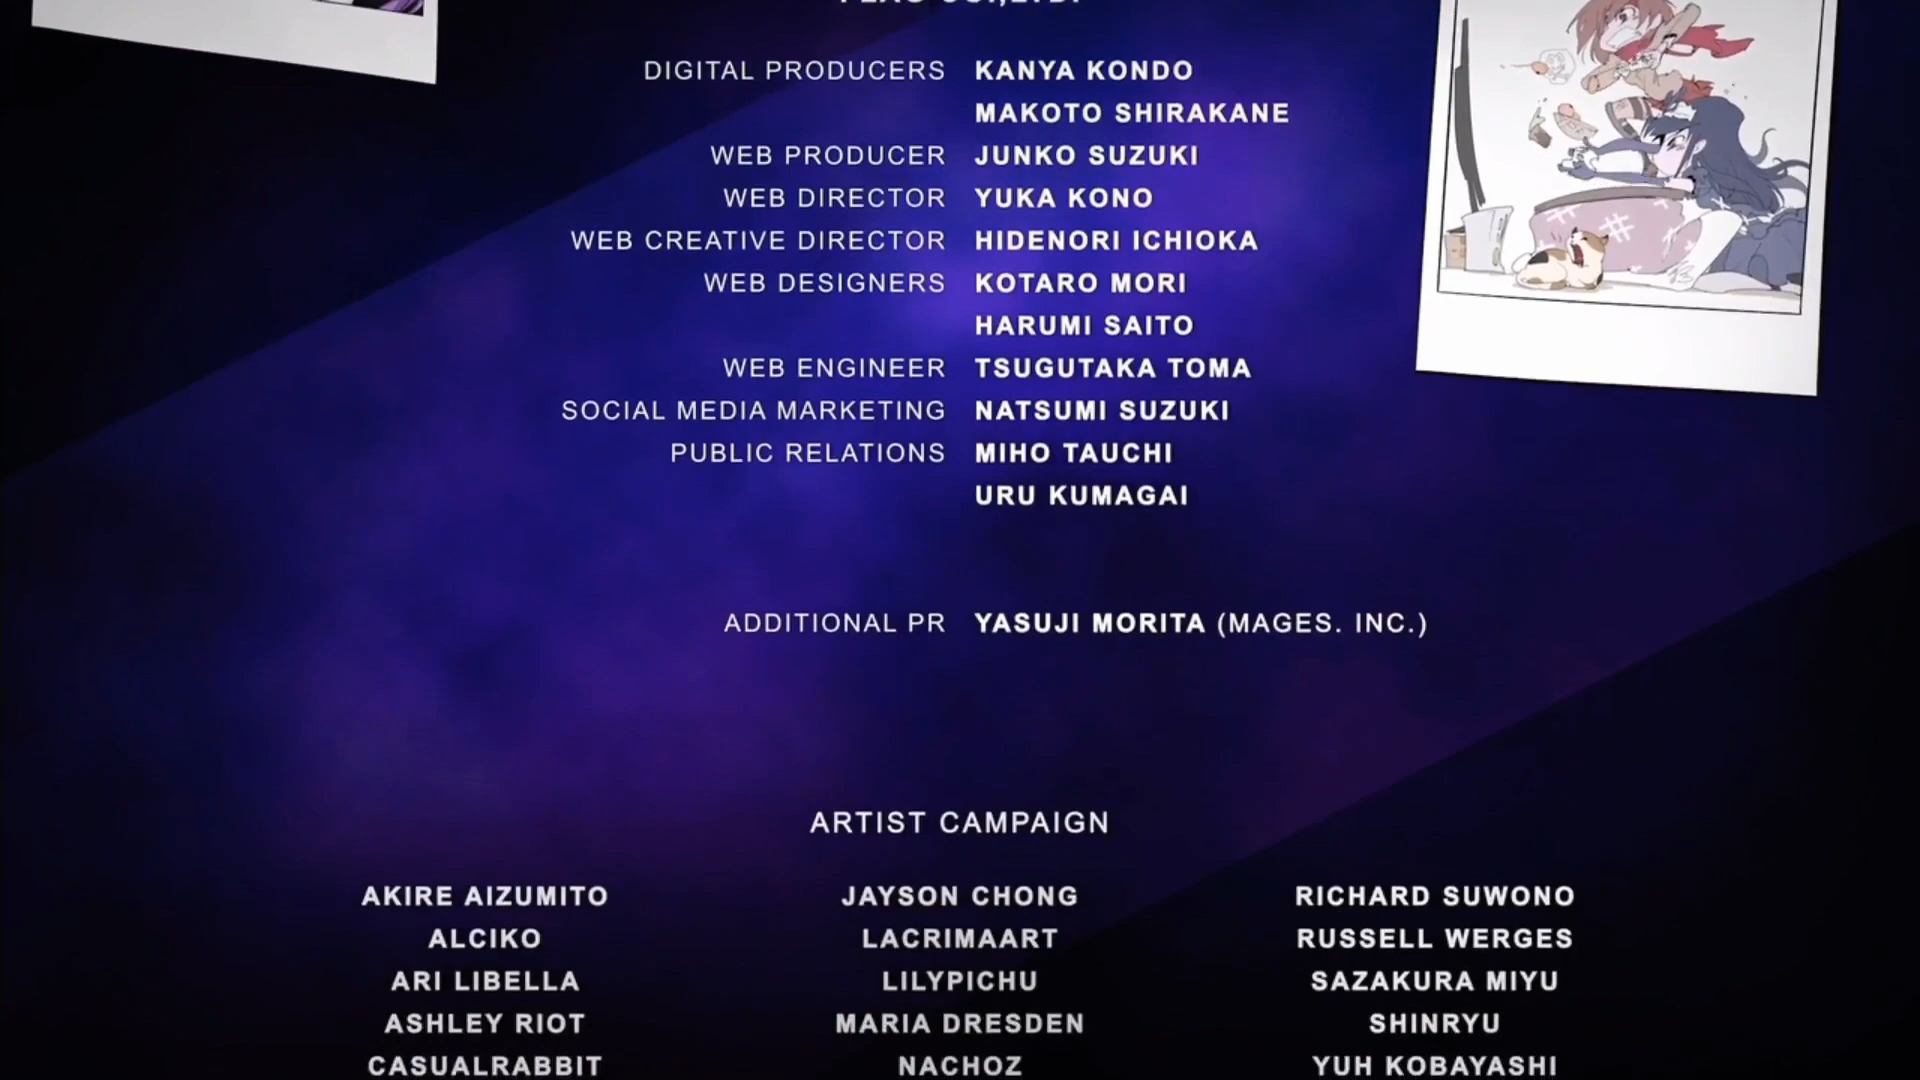 DIGITAL PRODUCERS KANYA KONDO
MAKOTO SHIRAKANE
WEB PRODUCER JUNKO SUZUKI
WEB DIRECTOR YUKA KONO
WEB CREATIVE DIRECTOR HIDENORI ICHIOKA
WEB DESIGNERS KOTARO MORI
HARUMI SAITO
WEB ENGINEER TSUGUTAKA TOMA
SOCIAL MEDIA MARKETING NATSUMI SUZUKI
PUBLIC RELATIONS MIHO TAUCHI
URU KUMAGAI
ADDITIONAL PR YASUJI MORITA (MAGES. INC.)
ARTIST CAMPAIGN
AKIRE AIZUMITO JAYSON CHONG RICHARD SUWONO
ALCIKO LACRIMAART RUSSELL WERGES
ARI LIBELLA LILYPICHU SAZAKURA MIYU
ASHLEY RIOT MARIA DRESDEN SHINRYU
CASUALRABBIT NACHOZ YUH KOBAYASHI